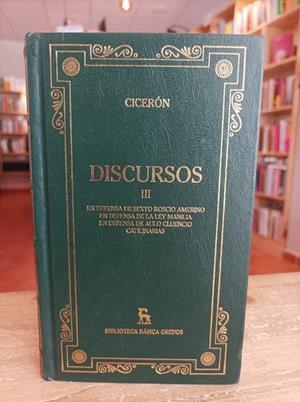 CICERÓN
DISCURSOS
III
EN DEFENSA DE SEXTO ROSCIO AMERINO
EN DEFENSA DE LA LEY MANILIA
EN DEFENSA DE AULO CLUENCIO
CATILINARIAS
BIBLIOTECA BÁSICA GREDOS